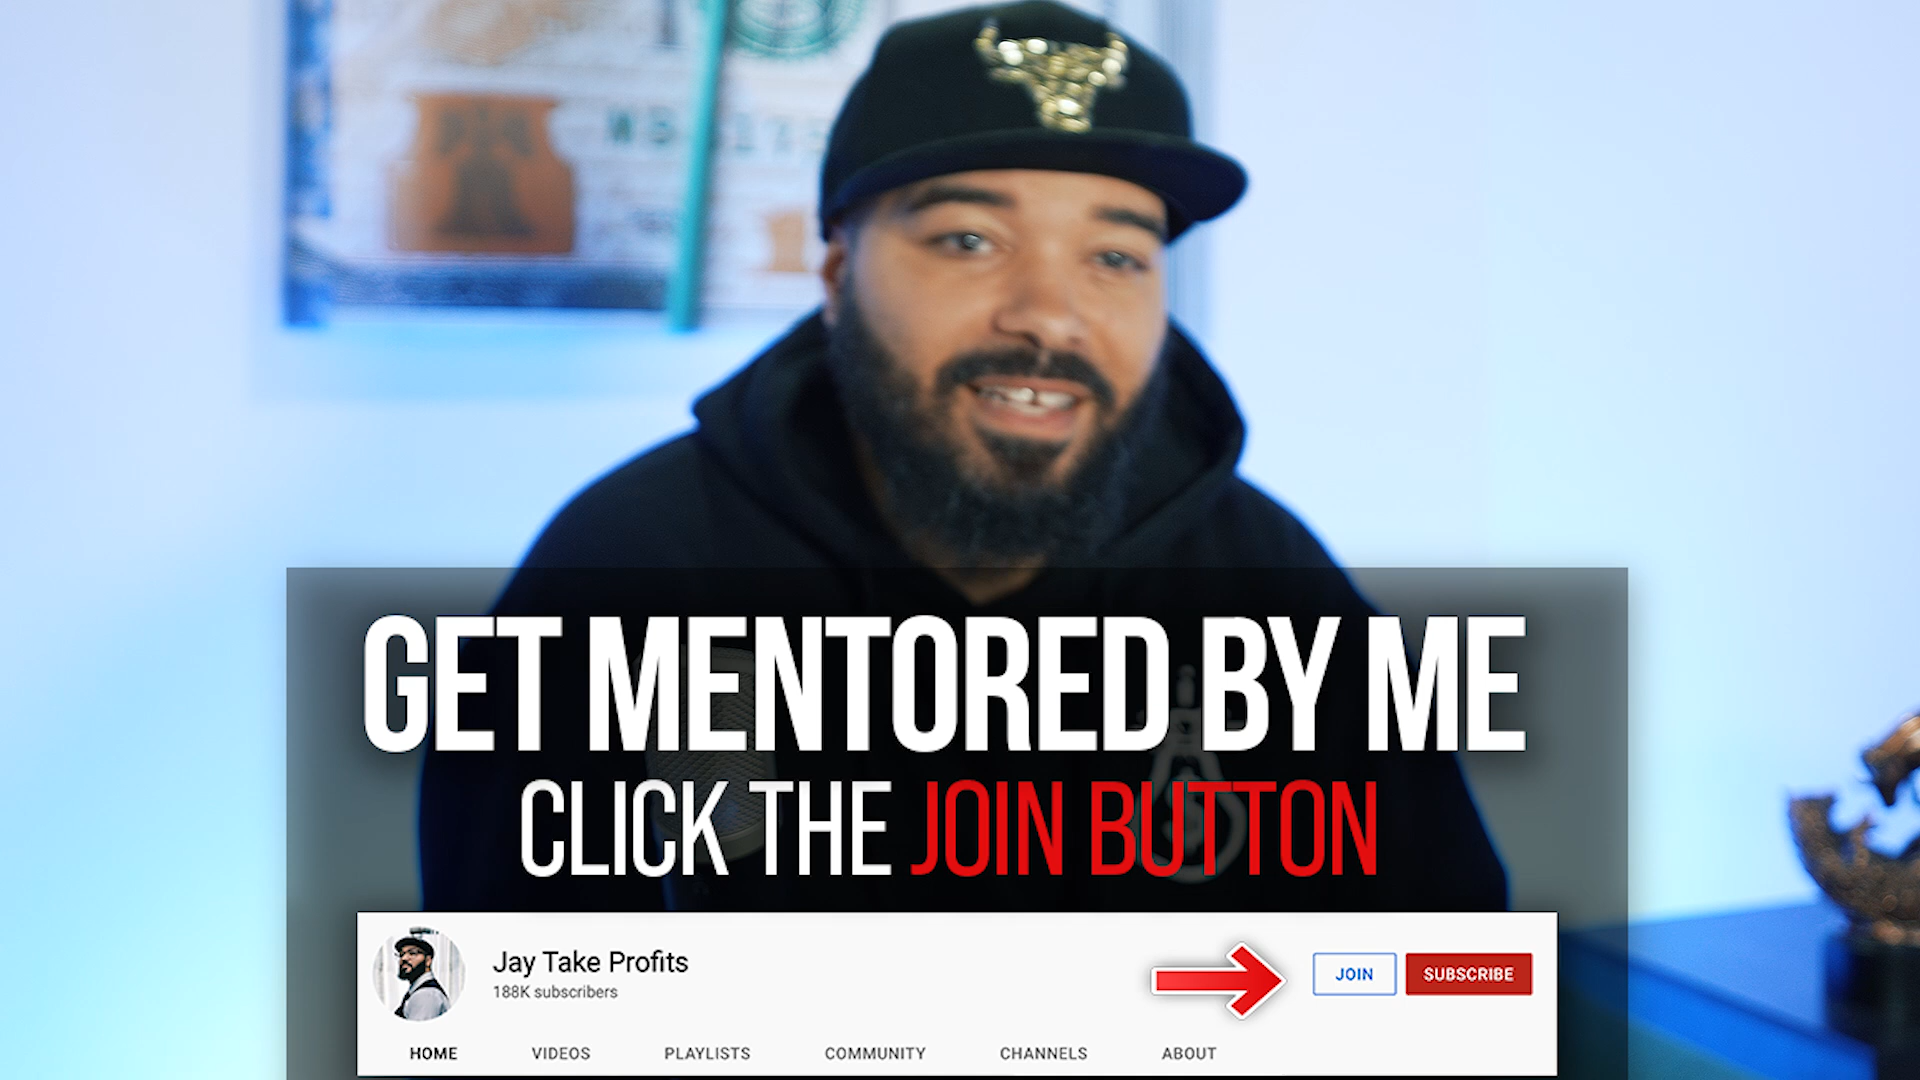 GET MENTORED BY ME
CLICK THE JOIN BUTTON
Jay Take Profits
188K subscribers
JOIN
SUBSCRIBE
HOME
VIDEOS
PLAYLISTS
COMMUNITY
CHANNELS
ABOUT